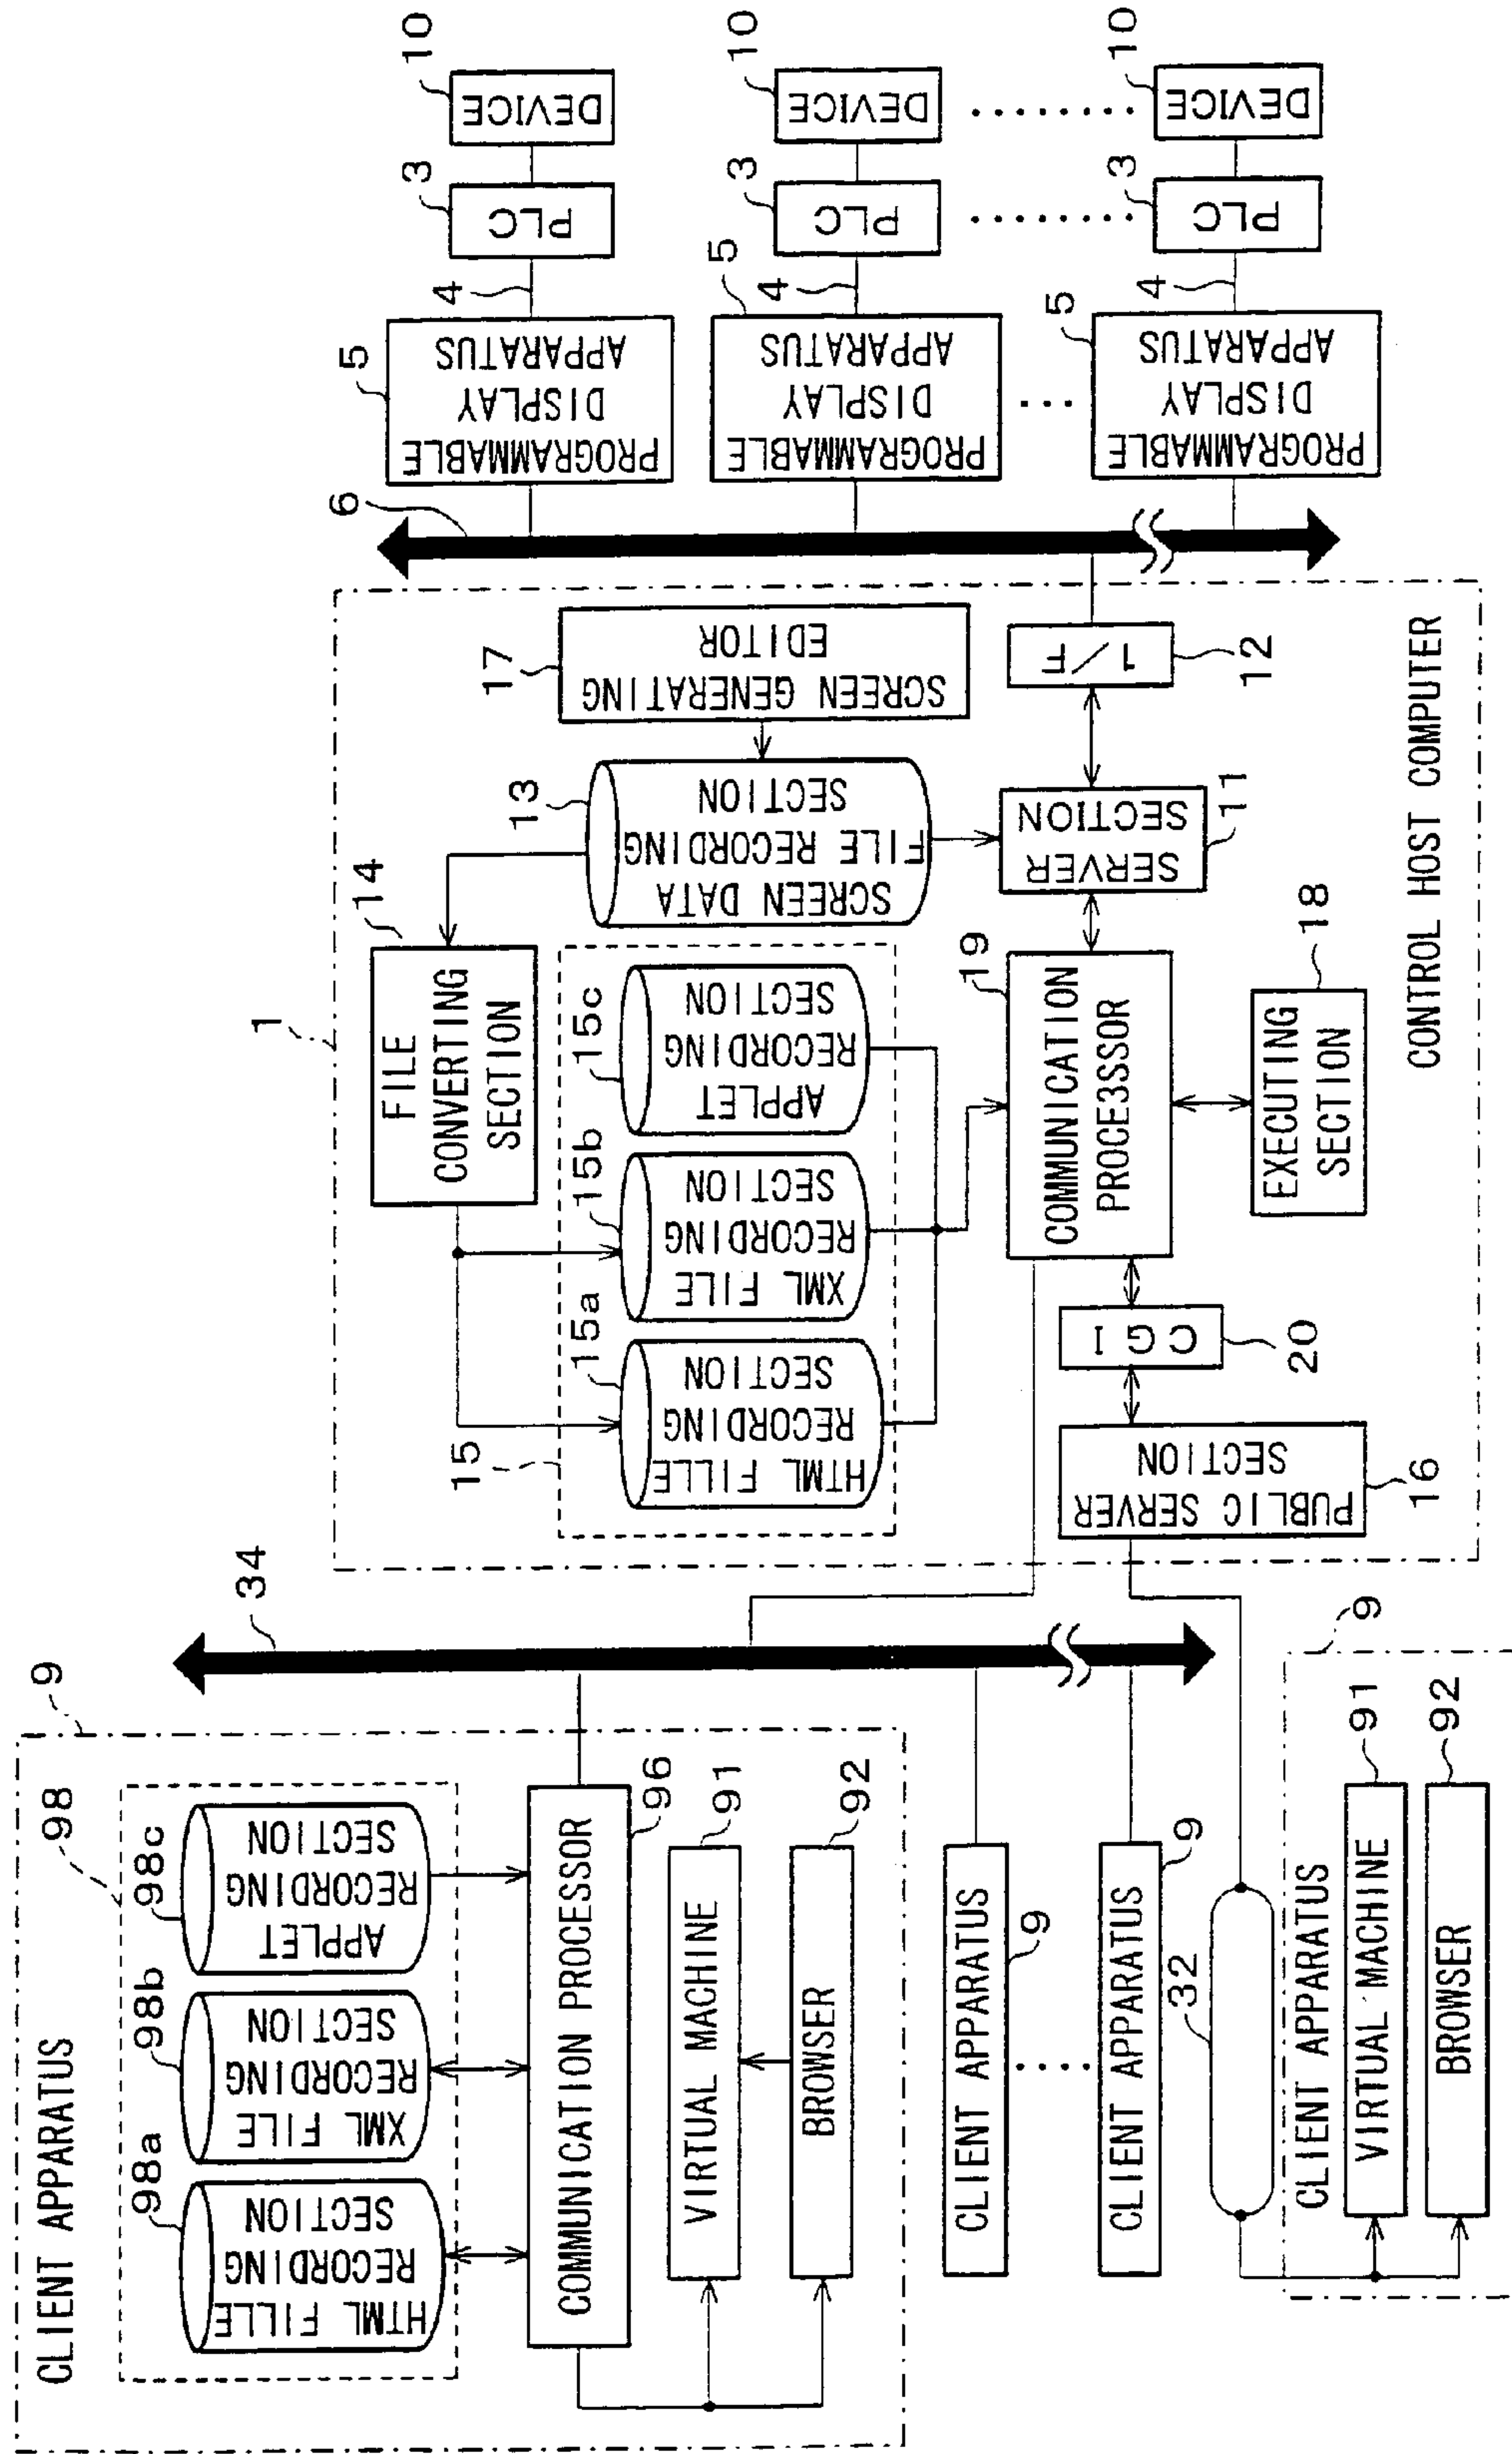 CLIENT APPARATUS
98
98a
HTML FILLE
RECORDING
SECTION
98b
XML FILE
RECORDING
SECTION
98c
APPLET
RECORDING
SECTION
9
COMMUNICATION PROCESSOR
96
VIRTUAL MACHINE
91
BROWSER
92
34
CLIENT APPARATUS
9
CLIENT APPARATUS
9
32
CLIENT APPARATUS
9
VIRTUAL MACHINE
91
BROWSER
92
1
14
FILE
CONVERTING
SECTION
15
15a
HTML FILLE
RECORDING
SECTION
15b
XML FILE
RECORDING
SECTION
15c
APPLET
RECORDING
SECTION
13
SCREEN DATA
FILE RECORDING
SECTION
17
SCREEN GENERATING
EDITOR
PUBLIC SERVER
SECTION
16
CGI
20
19
COMMUNICATION
PROCE3SSOR
EXECUTING
SECTION
18
SERVER
SECTION
11
1/F
12
CONTROL HOST COMPUTER
6
5
PROGRAMMABLE
DISPLAY
APPARATUS
4
3
PLC
10
DEVICE
5
PROGRAMMABLE
DISPLAY
APPARATUS
4
3
PLC
10
DEVICE
5
PROGRAMMABLE
DISPLAY
APPARATUS
4
3
PLC
10
DEVICE